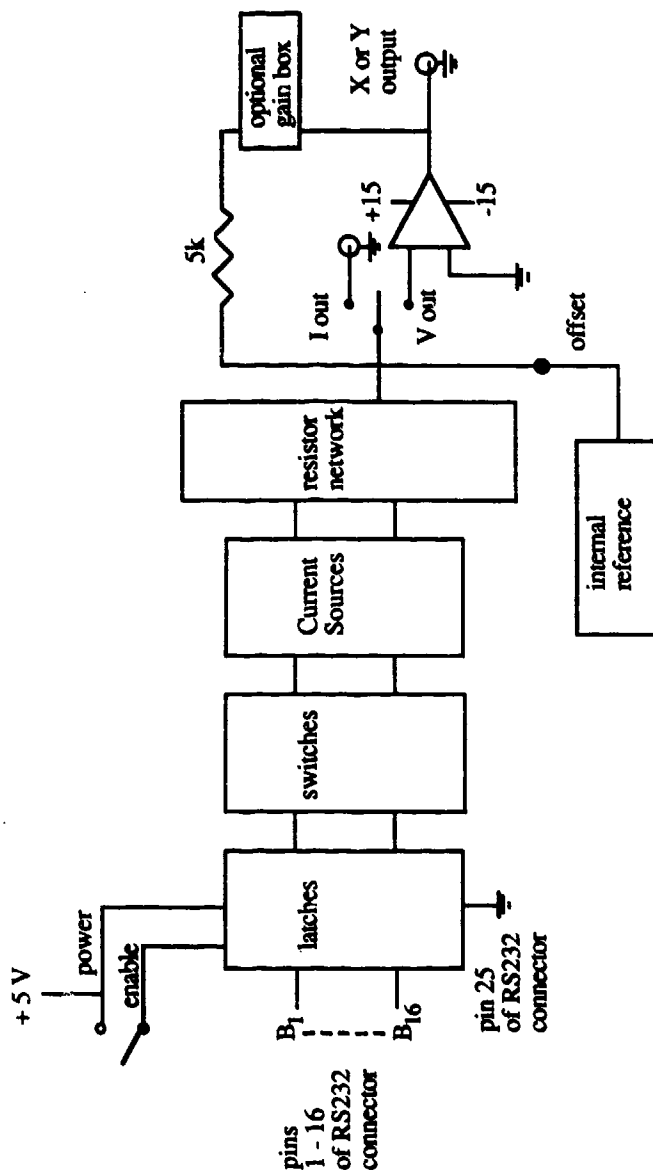 + 5 V
power
enable
pins
1 - 16
of RS232
connector
B1
B16
pin 25
of RS232
connector
latches
switches
Current
Sources
resistor
network
internal
reference
offset
5k
I out
V out
+15
-15
optional
gain box
X or Y
output